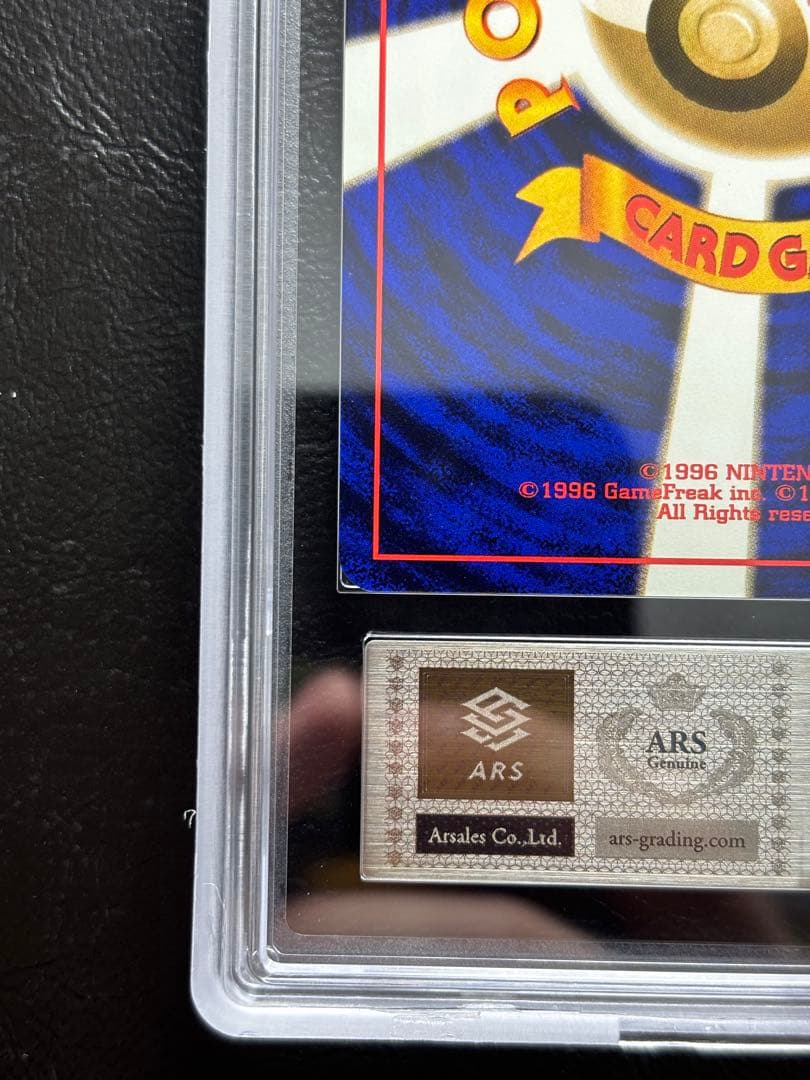 PO
CARD G
©1996 NINTEN
©1996 GameFreak inc. ©1
All Rights rese
ARS
ARS
Genuine
Arsales Co.,Ltd.
ars-grading.com